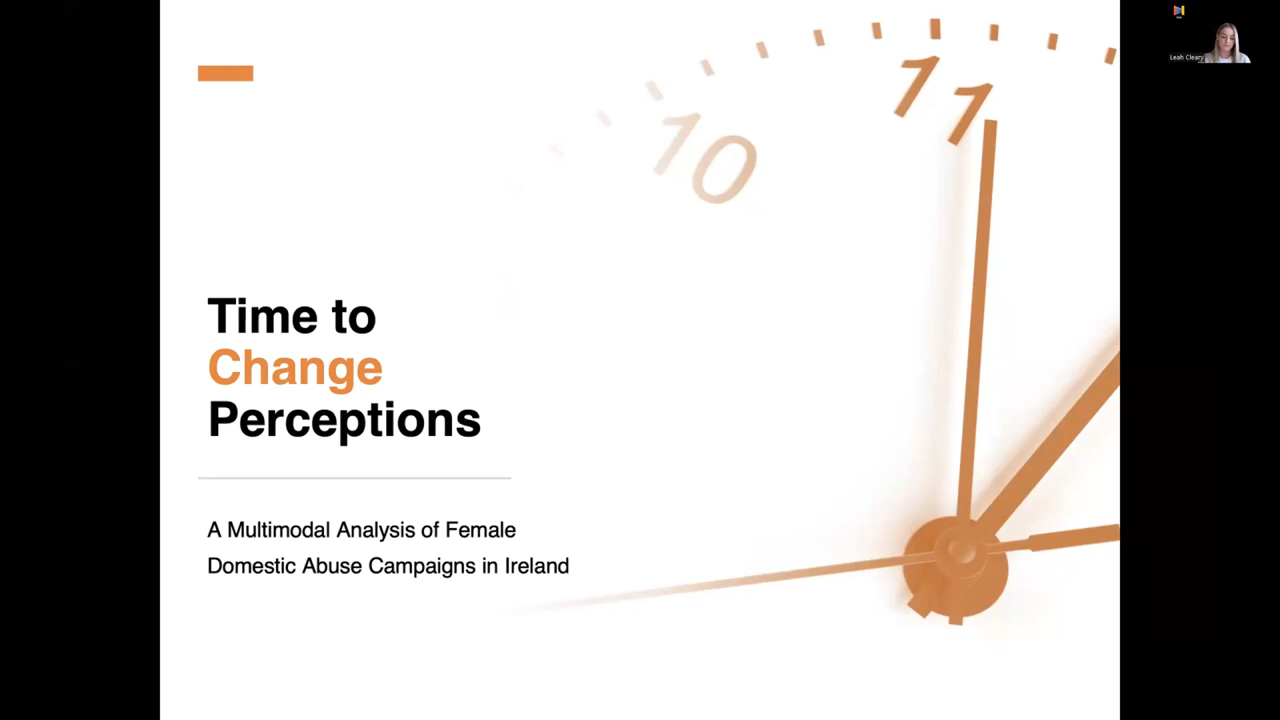 Leah Cleary
10
11
Time to
Change
Perceptions
A Multimodal Analysis of Female
Domestic Abuse Campaigns in Ireland